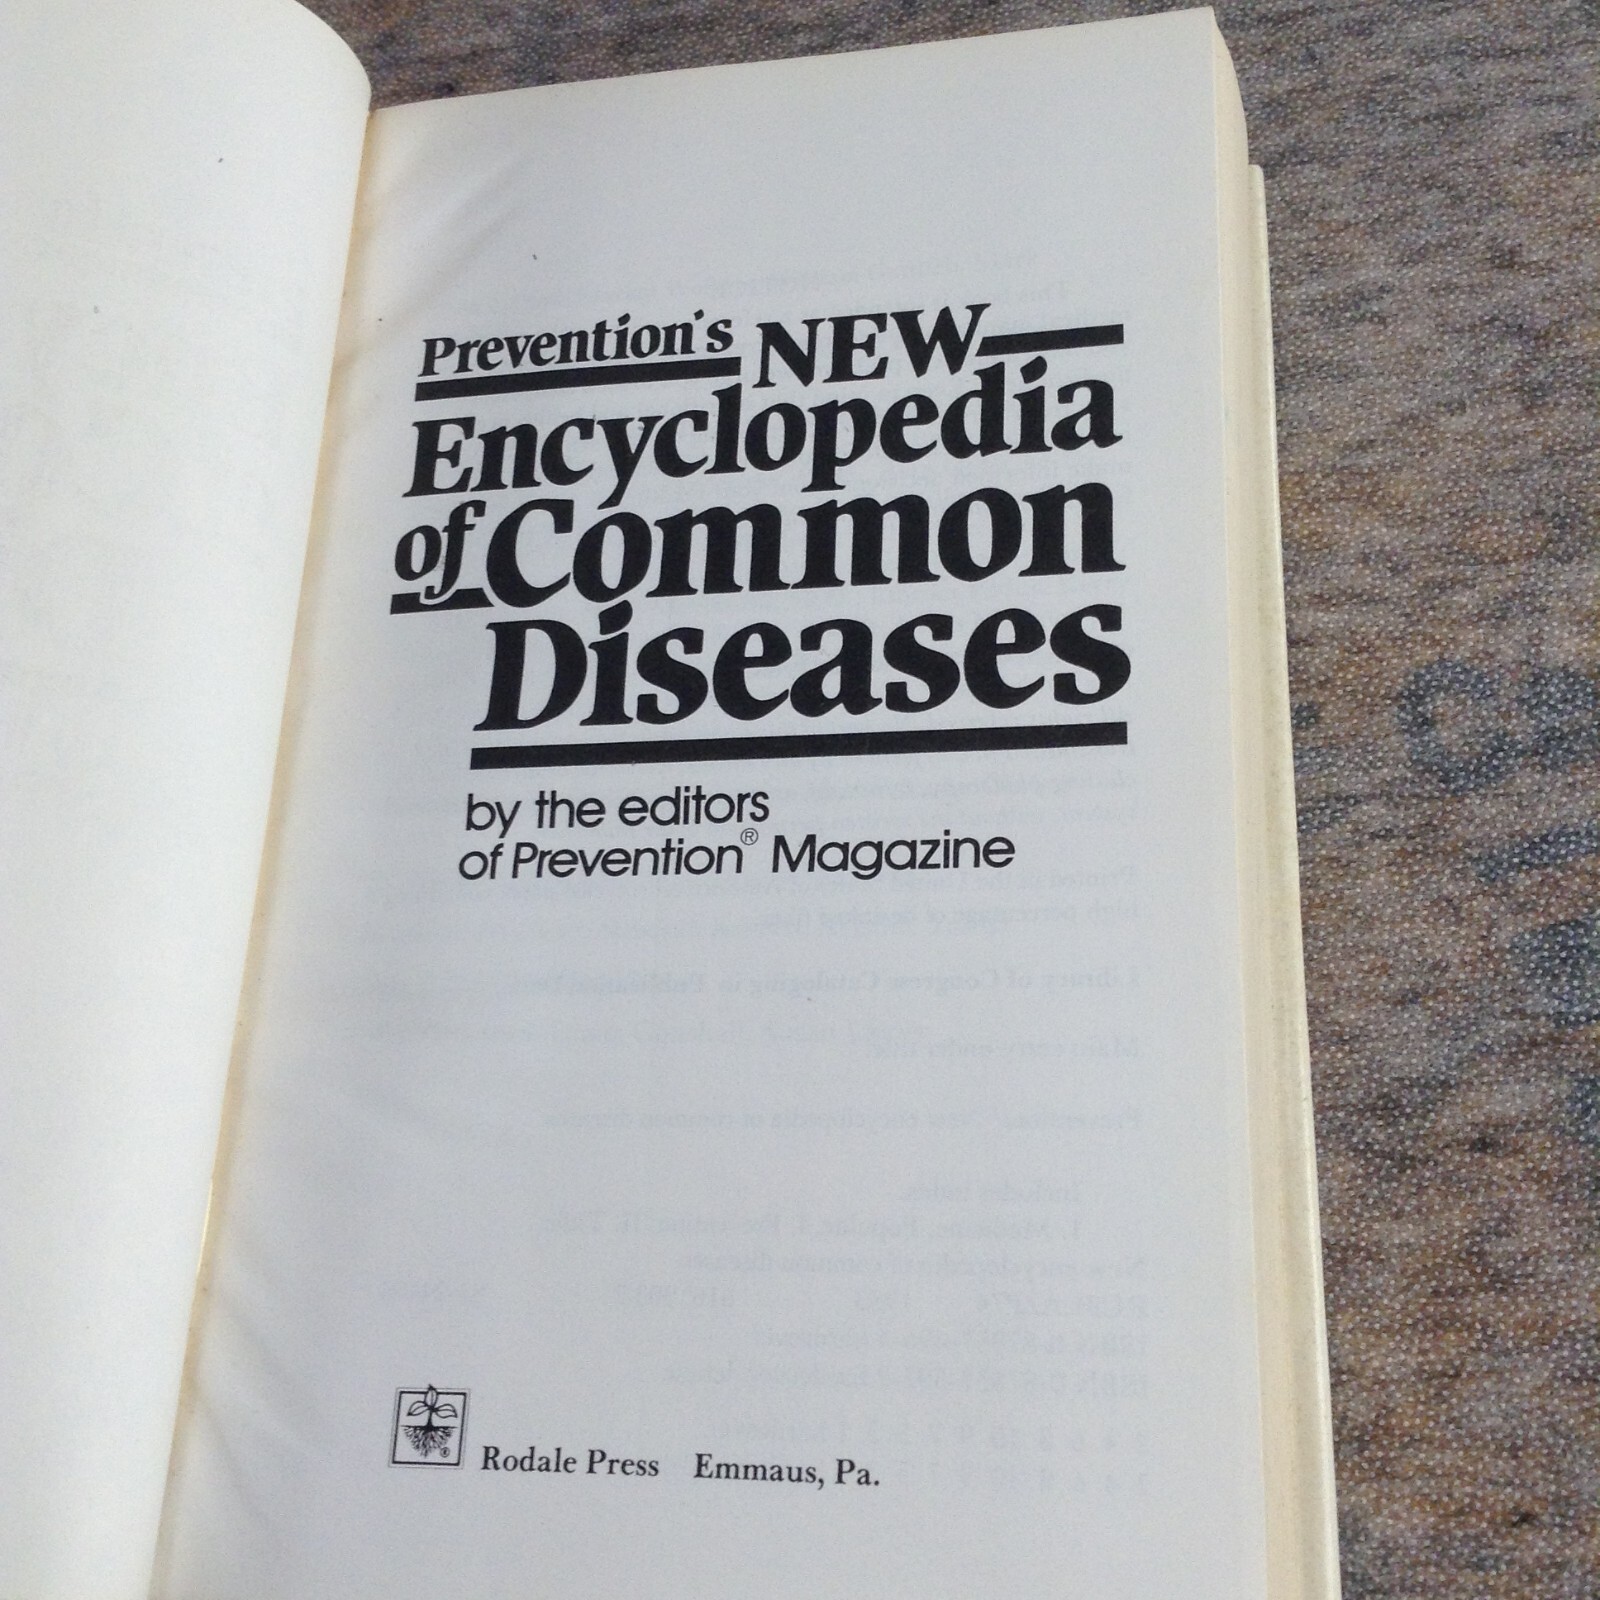 Prevention's NEW
Encyclopedia
of Common
Diseases
by the editors
of Prevention® Magazine
Rodale Press Emmaus, Pa.